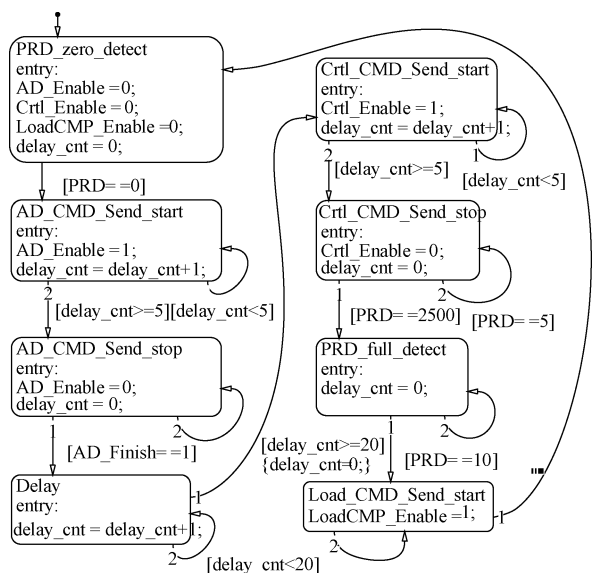 PRD_zero_detect
entry:
AD_Enable =0;
Crtl_Enable =0;
LoadCMP_Enable =0;
delay_cnt = 0;
[PRD= =0]
AD_CMD_Send_start
entry:
AD_Enable =1;
delay_cnt = delay_cnt+1;
2
[delay_cnt>=5][delay_cnt<5]
AD_CMD_Send_stop
entry:
AD_Enable =0;
delay_cnt = 0;
1
2
[AD_Finish= =1]
Delay
entry:
delay_cnt = delay_cnt+1;
1
2
[delay_cnt<20]
Crtl_CMD_Send_start
entry:
Crtl_Enable = 1;
delay_cnt = delay_cnt+1;
2
1
[delay_cnt>=5]
[delay_cnt<5]
Crtl_CMD_Send_stop
entry:
Crtl_Enable =0;
delay_cnt = 0;
1
2
[PRD= =2500]
[PRD= =5]
PRD_full_detect
entry:
delay_cnt = 0;
1
2
[delay_cnt>=20]
{delay_cnt=0;}
[PRD= =10]
Load_CMD_Send_start
LoadCMP_Enable =1;
1
2